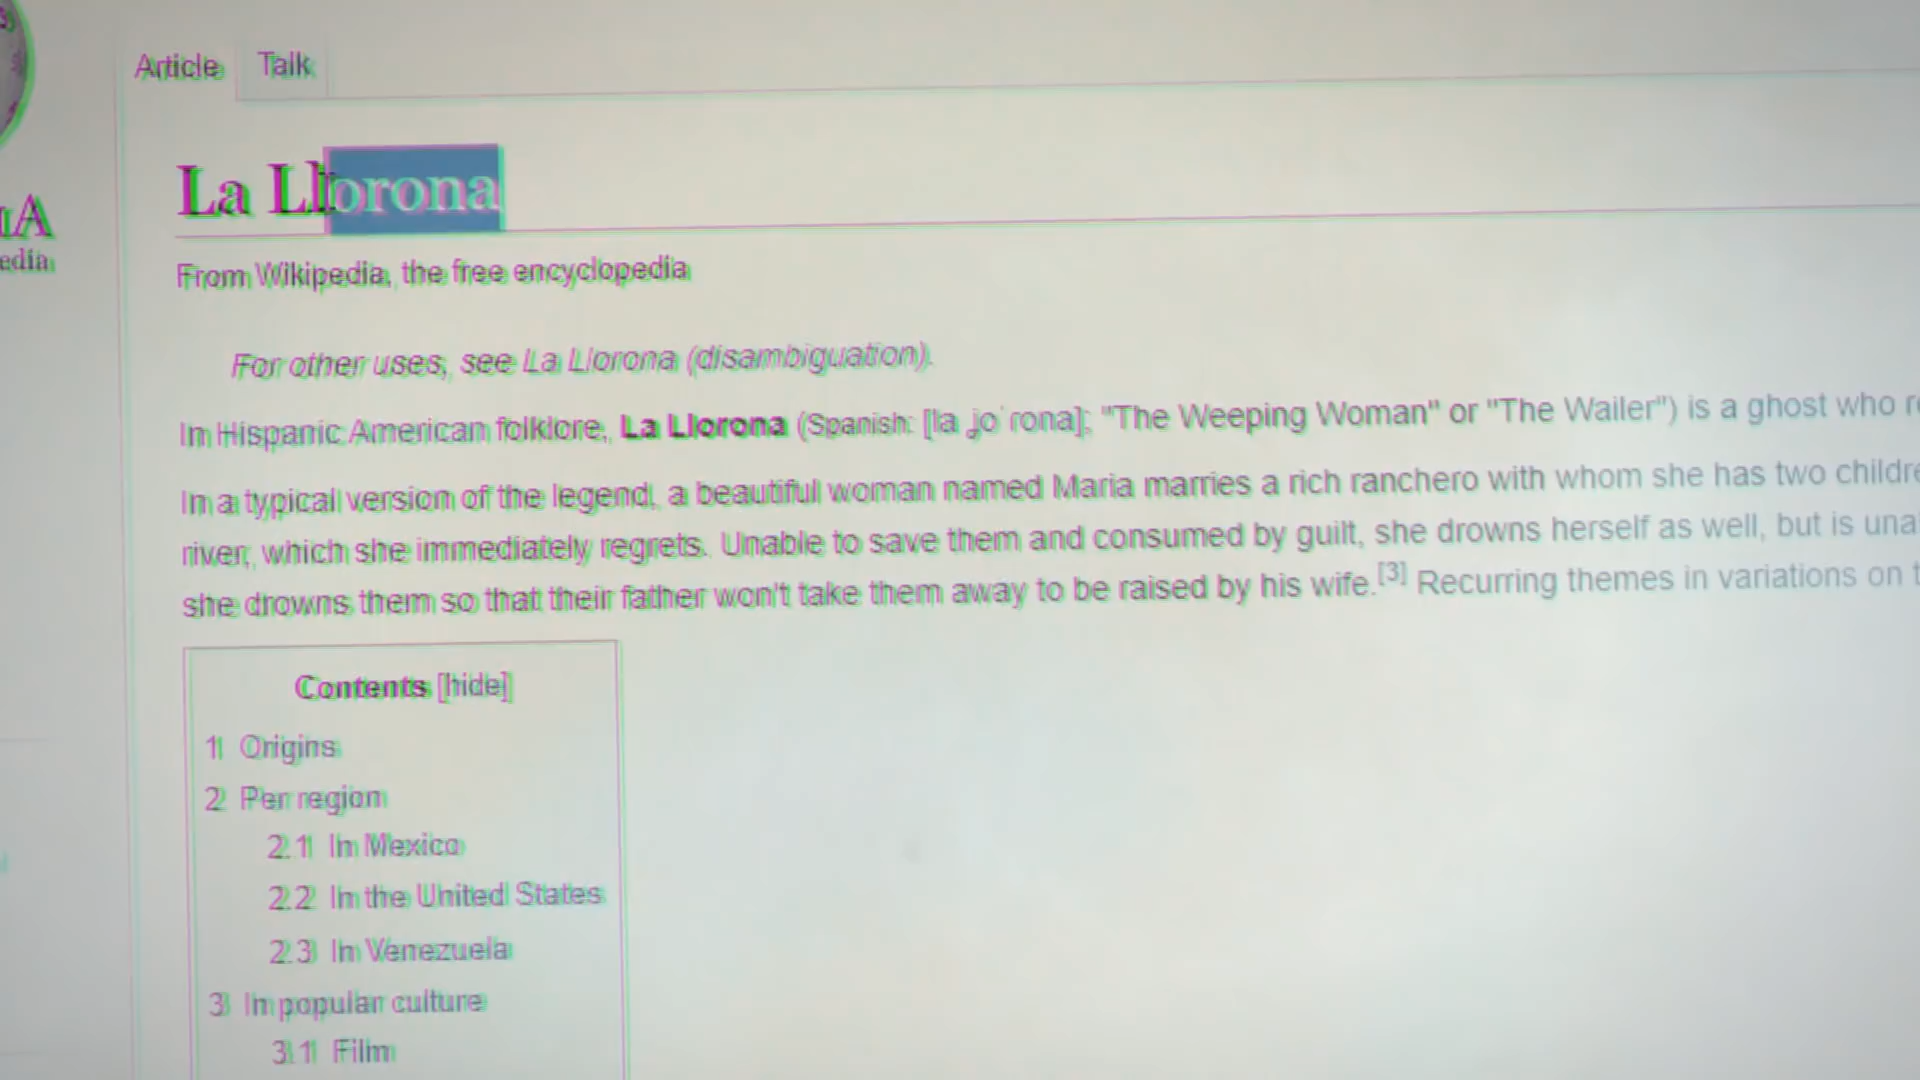 Article Talk
La Llorona
edia
From Wikipedia, the free encyclopedia
For other uses, see La Llorona (disambiguation).
In Hispanic American folklore, La Llorona (Spanish: [la ʝoˈrona]; "The Weeping Woman" or "The Wailer") is a ghost who
In a typical version of the legend, a beautiful woman named Maria marries a rich ranchero with whom she has two
river, which she immediately regrets. Unable to save them and consumed by guilt, she drowns herself as well, but is
she drowns them so that their father won't take them away to be raised by his wife.[3] Recurring themes in variations on
Contents [hide]
1 Origins
2 Per region
2.1 In Mexico
2.2 In the United States
2.3 In Venezuela
3 In popular culture
3.1 Film